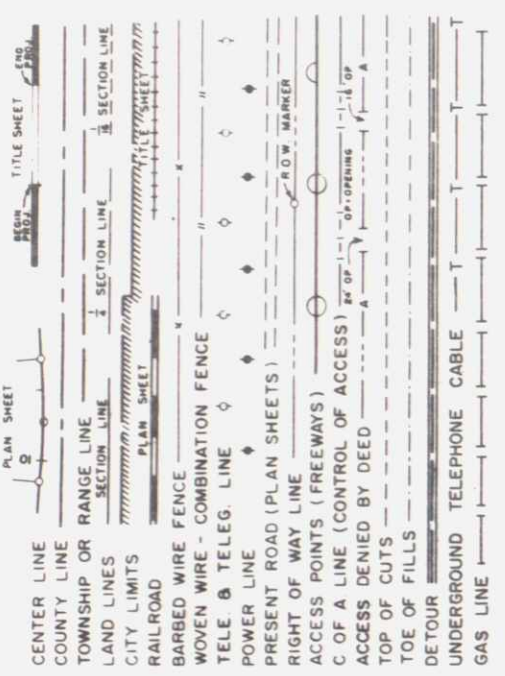 PLAN SHEET
TITLE SHEET
BEGIN PROJ.
END PROJ.
CENTER LINE
COUNTY LINE
TOWNSHIP OR RANGE LINE
LAND LINES
SECTION LINE
1/4 SECTION LINE
1/16 SECTION LINE
CITY LIMITS
RAILROAD
PLAN SHEET
TITLE SHEET
BARBED WIRE FENCE
WOVEN WIRE - COMBINATION FENCE
TELE. & TELEG. LINE
POWER LINE
PRESENT ROAD (PLAN SHEETS)
RIGHT OF WAY LINE
ROW MARKER
ACCESS POINTS (FREEWAYS)
C OF A LINE (CONTROL OF ACCESS)
24' OP
OP = OPENING
16' OP
ACCESS DENIED BY DEED
A
A
A
TOP OF CUTS
TOE OF FILLS
DETOUR
UNDERGROUND TELEPHONE CABLE
T
T
T
T
GAS LINE